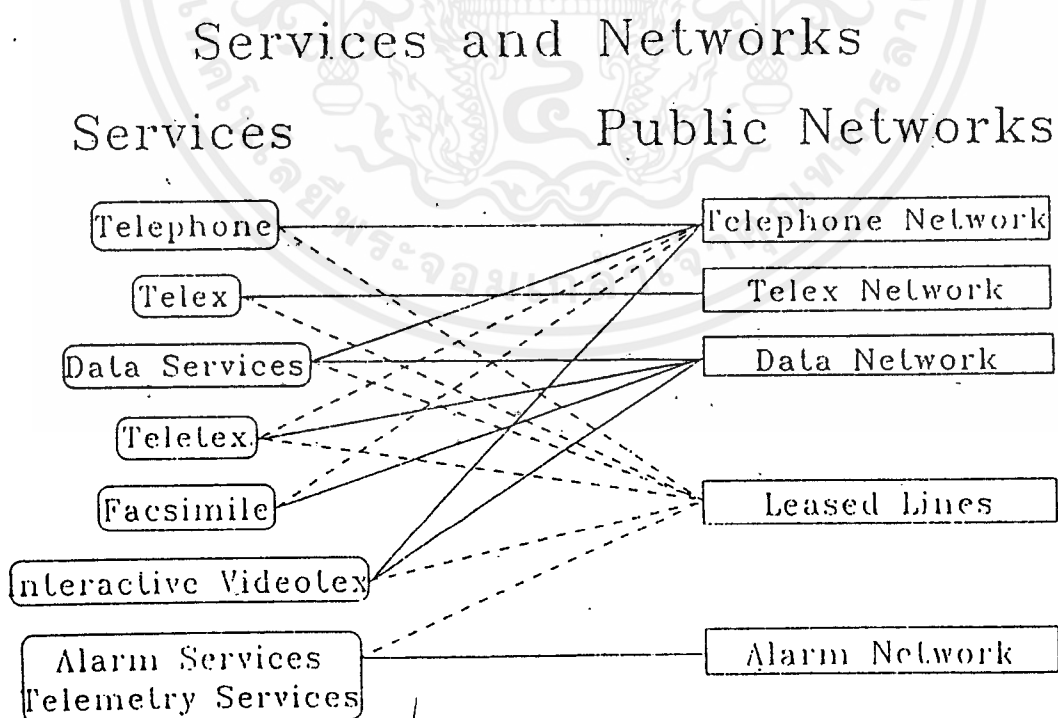 Services and Networks
Services
Public Networks
Telephone
Telephone Network
Telex
Telex Network
Data Services
Data Network
Teletex
Facsimile
Leased Lines
Interactive Videotex
Alarm Services
Telemetry Services
Alarm Network